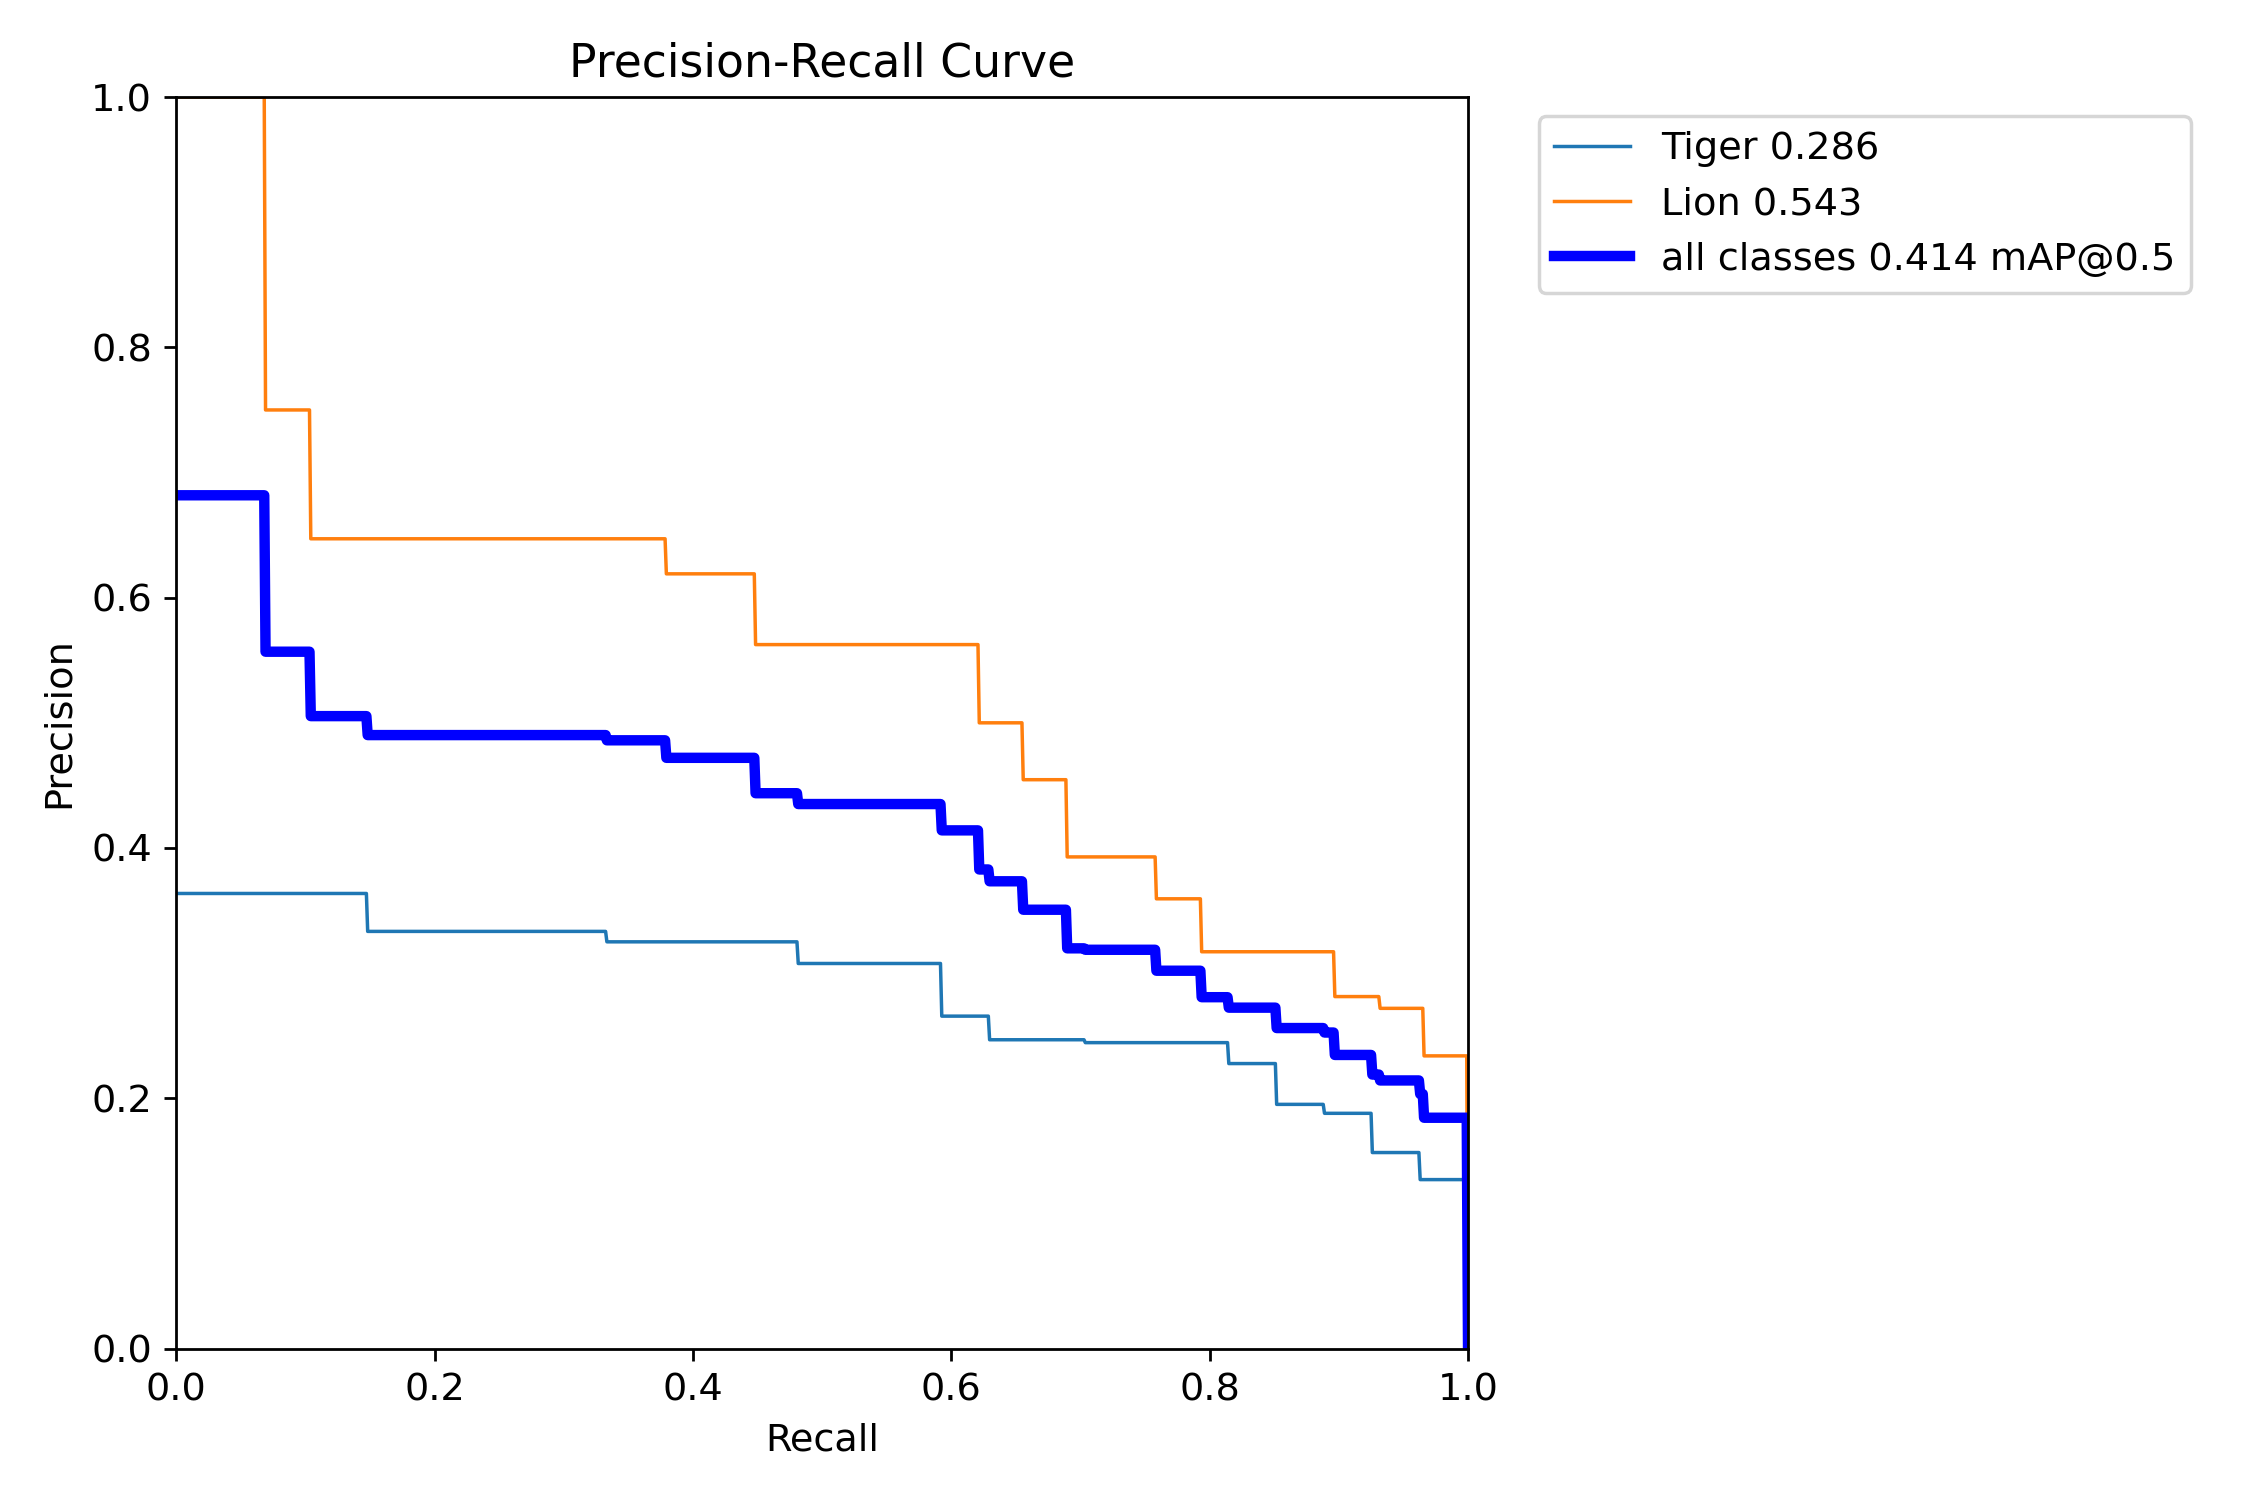 Precision-Recall Curve
1.0
0.8
0.6
0.4
0.2
0.0
Precision
0.0 0.2 0.4 0.6 0.8 1.0
Recall
Tiger 0.286
Lion 0.543
all classes 0.414 mAP@0.5